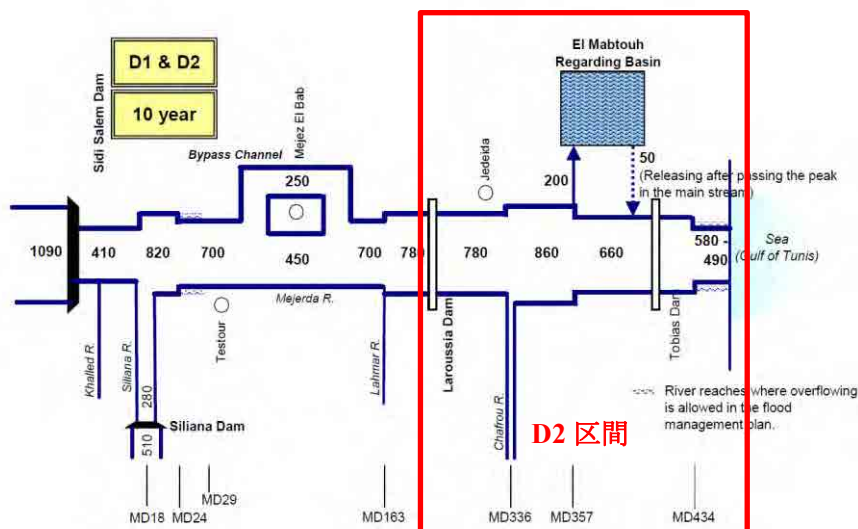 D1 & D2
10 year
Sidi Salem Dam
Mejez El Bab
Bypass Channel
El Mabtouh
Regarding Basin
Jedeida
50
(Releasing after passing the peak
in the main stream)
200
250
1090
410
820
700
450
700
780
780
860
660
580 -
490
Sea
(Gulf of Tunis)
Mejerda R.
Khalled R.
Siliana R.
280
Siliana Dam
510
Testour
Lahmar R.
Laroussia Dam
Chafrou R.
Tobias Dam
River reaches where overflowing
is allowed in the flood
management plan.
D2 区間
MD18
MD24
MD29
MD163
MD336
MD357
MD434